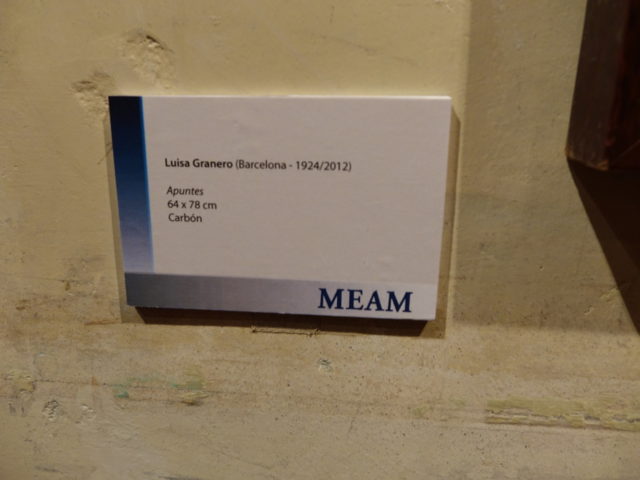 Luisa Granero (Barcelona - 1924/2012)
Apuntes
64 x 78 cm
Carbón
MEAM